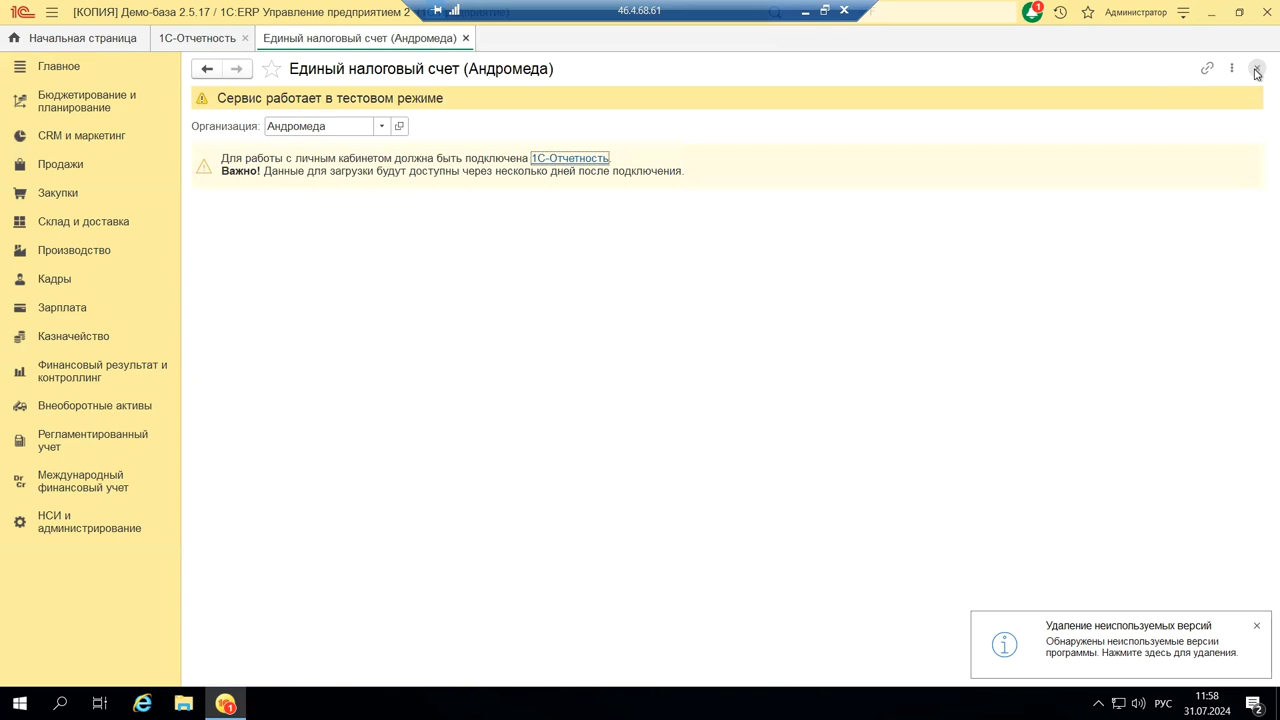 [КОПИЯ] Демо-база 2.5.17 / 1С:ERP Управление предприятием 2
46.4.68.61
1
Администратор
Начальная страница
1С-Отчетность
Единый налоговый счет (Андромеда)
Главное
Бюджетирование и
планирование
CRM и маркетинг
Продажи
Закупки
Склад и доставка
Производство
Кадры
Зарплата
Казначейство
Финансовый результат и
контроллинг
Внеоборотные активы
Регламентированный
учет
Dr
Cr
Международный
финансовый учет
НСИ и
администрирование
Единый налоговый счет (Андромеда)
Сервис работает в тестовом режиме
Организация: Андромеда
Для работы с личным кабинетом должна быть подключена 1С-Отчетность.
Важно! Данные для загрузки будут доступны через несколько дней после подключения.
Удаление неиспользуемых версий
Обнаружены неиспользуемые версии
программы. Нажмите здесь для удаления.
1
РУС
11:58
31.07.2024
2